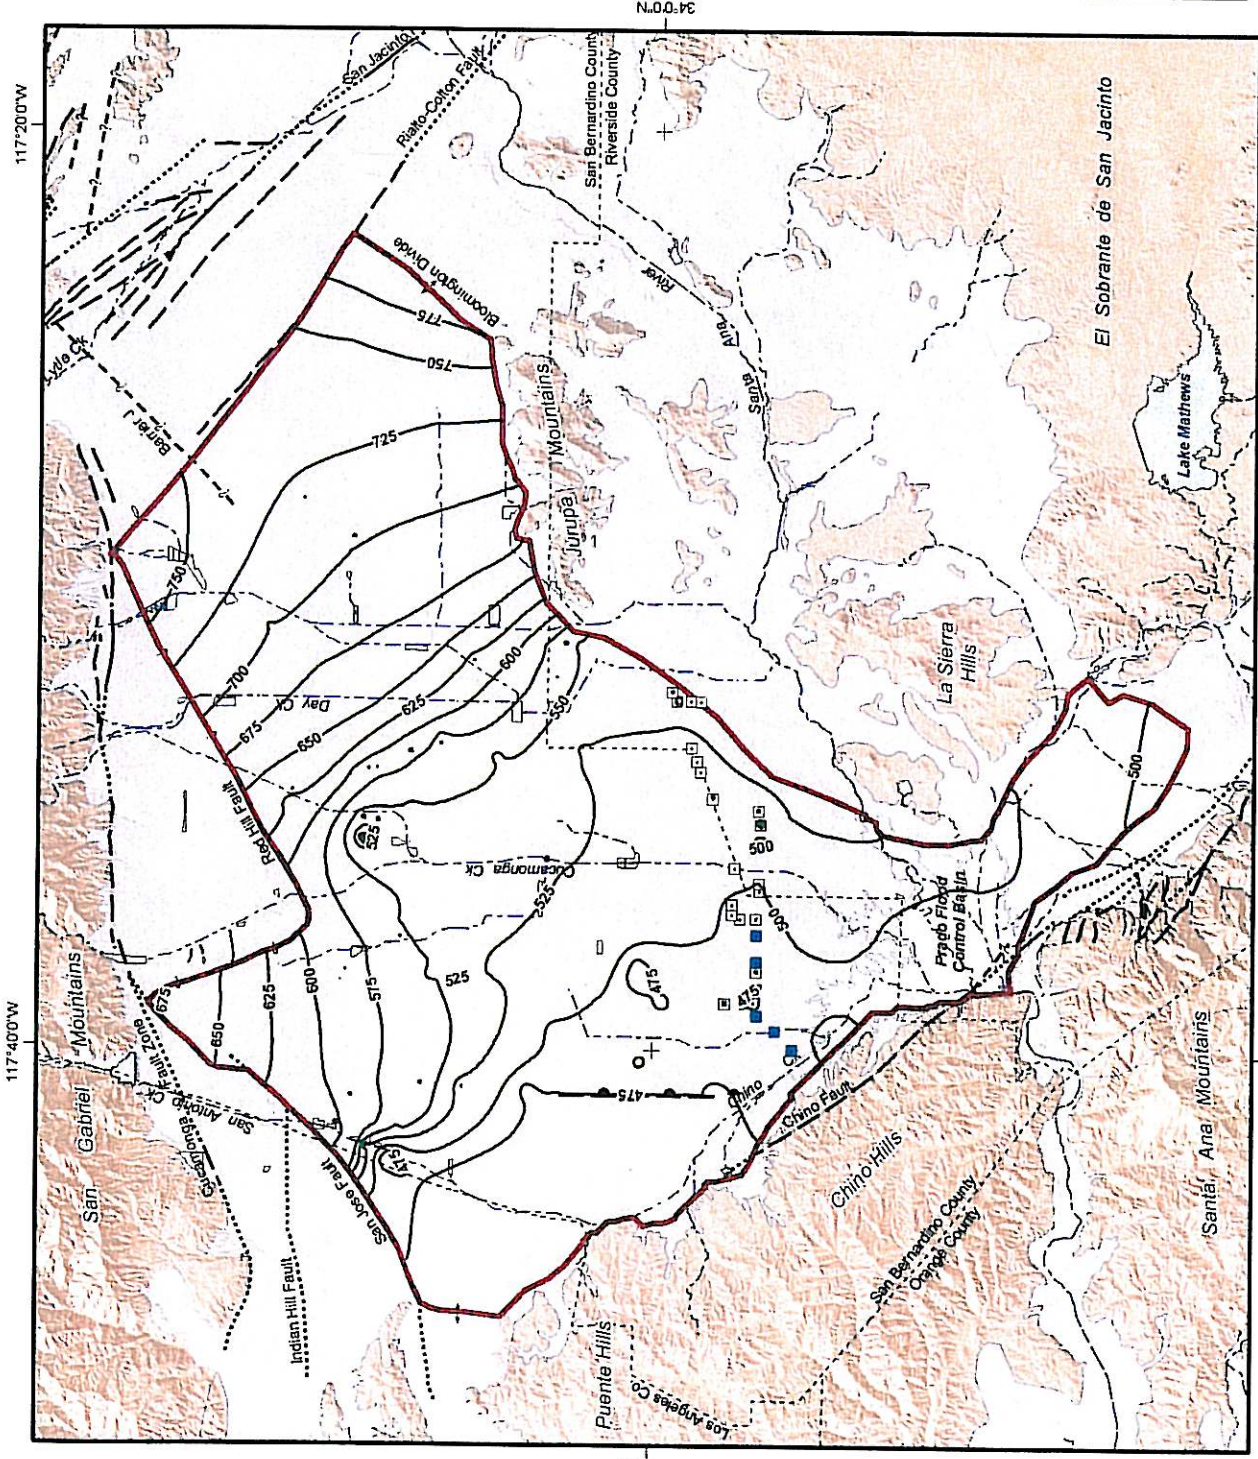 34°0'0"N
117°20'0"W
117°40'0"W
San Jacinto
Rialto-Colton Fault
San Bernardino County
Riverside County
Lytle Ck
Barrier J
Bloomington Divide
775
750
725
750
700
675
650
625
600
550
Jurupa Mountains
River
Ana
Santa
El Sobrante de San Jacinto
Lake Mathews
La Sierra
Hills
Day Ck
Red Hill Fault
525
Cucamonga Ck
525
525
500
500
500
475
475
475
475
Prado Flood
Control Basin
San Gabriel Mountains
675
650
625
600
575
Cucamonga Fault Zone
San Antonio Ck
San Jose Fault
Indian Hill Fault
Chino
Chino Fault
Chino Hills
Puente Hills
Los Angeles Co.
San Bernardino County
Orange County
Santa Ana Mountains